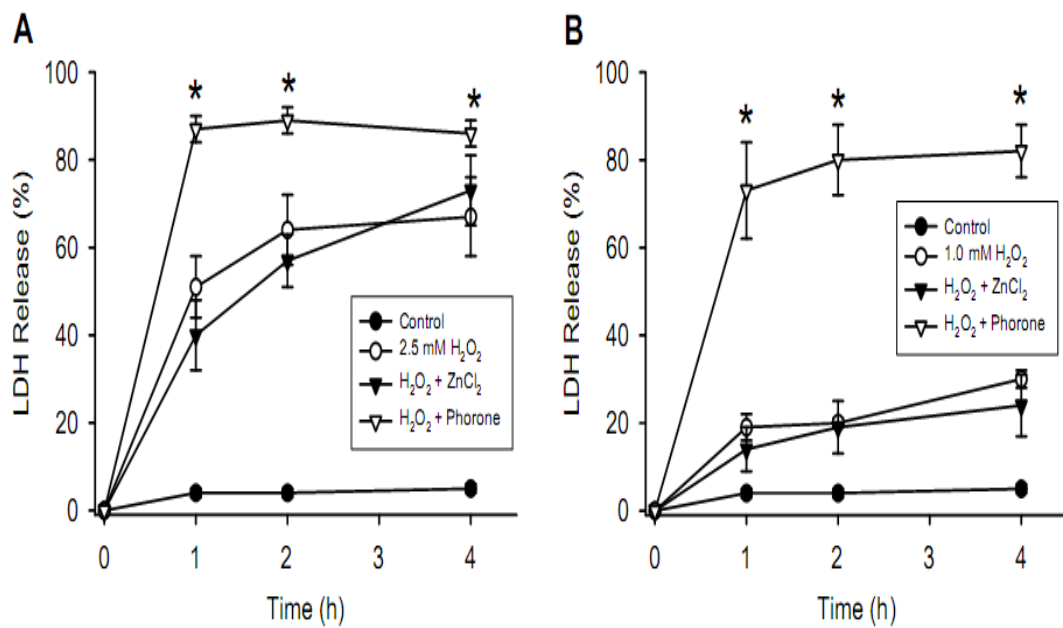 A
LDH Release (%)
100
80
60
40
20
0
* * *
Control
2.5 mM H₂O₂
H₂O₂ + ZnCl₂
H₂O₂ + Phorone
0 1 2 3 4
Time (h)
B
LDH Release (%)
100
80
60
40
20
0
* * *
Control
1.0 mM H₂O₂
H₂O₂ + ZnCl₂
H₂O₂ + Phorone
0 1 2 3 4
Time (h)